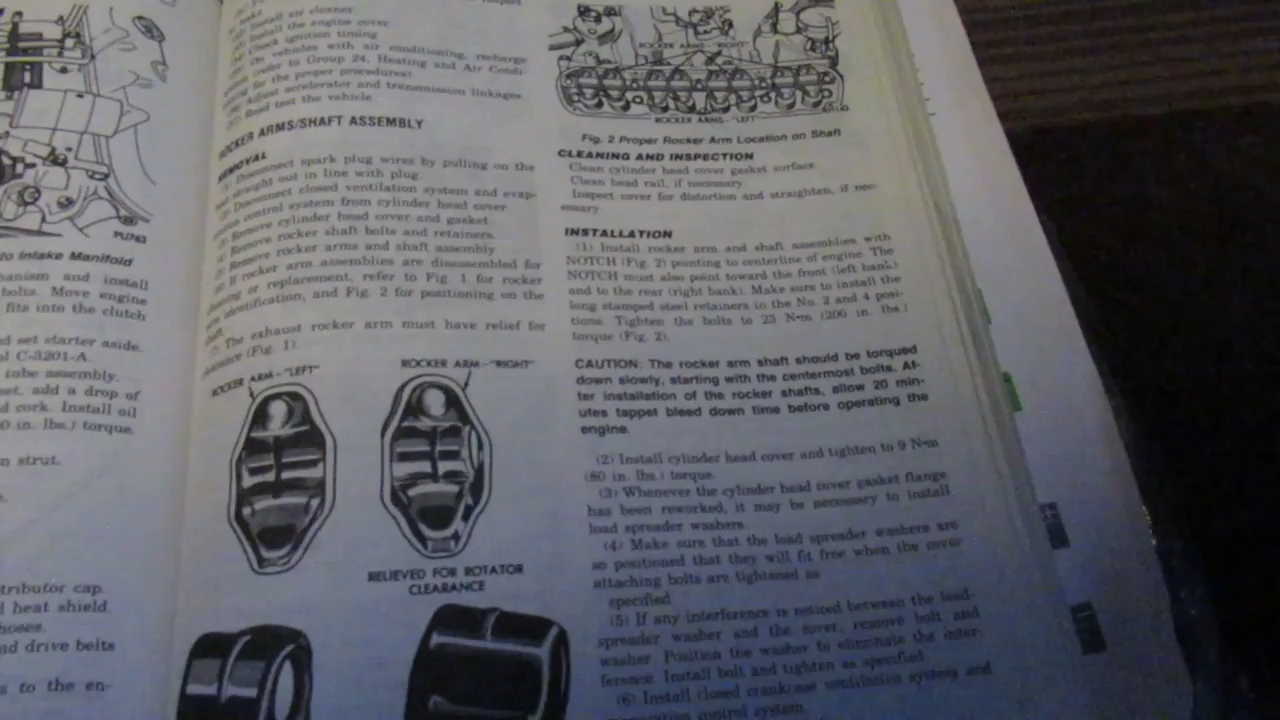 PU763
to Intake Manifold
hanism and install
bolts. Move engine
fits into the clutch
d set starter aside.
ol C-3201-A.
tube assembly.
set, add a drop of
d cork. Install oil
0 in. lbs.) torque.
n strut.
tributor cap.
l heat shield.
hoses.
nd drive belts
s to the en-
Install air cleaner
Install the engine cover
Check ignition timing
On vehicles with air conditioning, recharge
(refer to Group 24, Heating and Air Condi-
for the proper procedures)
Adjust accelerator and transmission linkages
Road test the vehicle.
ROCKER ARMS/SHAFT ASSEMBLY
REMOVAL
(1) Disconnect spark plug wires by pulling on the
boot straight out in line with plug.
(2) Disconnect closed ventilation system and evap-
control system from cylinder head cover
Remove cylinder head cover and gasket.
(4) Remove rocker shaft bolts and retainers.
(5) Remove rocker arms and shaft assembly
(6) If rocker arm assemblies are disassembled for
or replacement, refer to Fig. 1 for rocker
identification, and Fig. 2 for positioning on the
shaft.
The exhaust rocker arm must have relief for
(Fig. 1).
ROCKER ARM-"LEFT"
ROCKER ARM-"RIGHT"
RELIEVED FOR ROTATOR
CLEARANCE
ROCKER ARMS-"RIGHT"
ROCKER ARMS-"LEFT"
Fig. 2 Proper Rocker Arm Location on Shaft
CLEANING AND INSPECTION
Clean cylinder head cover gasket surface
Clean head rail, if necessary
Inspect cover for distortion and straighten, if nec-
essary.
INSTALLATION
(1) Install rocker arm and shaft assemblies with
NOTCH (Fig. 2) pointing to centerline of engine. The
NOTCH must also point toward the front (left bank)
and to the rear (right bank). Make sure to install the
long stamped steel retainers in the No. 2 and 4 posi-
tions. Tighten the bolts to 23 N•m (200 in. lbs.)
torque (Fig. 2).
CAUTION: The rocker arm shaft should be torqued
down slowly, starting with the centermost bolts. Af-
ter installation of the rocker shafts, allow 20 min-
utes tappet bleed down time before operating the
engine.
(2) Install cylinder head cover and tighten to 9 N•m
(80 in. lbs.) torque.
(3) Whenever the cylinder head cover gasket flange
has been reworked, it may be necessary to install
load spreader washers.
(4) Make sure that the load spreader washers are
so positioned that they will fit free when the cover
attaching bolts are tightened as
specified
(5) If any interference is noticed between the load-
spreader washer and the cover, remove bolt and
washer. Position the washer to eliminate the inter-
ference. Install bolt and tighten as specified.
(6) Install closed crankcase ventilation system and
control system.